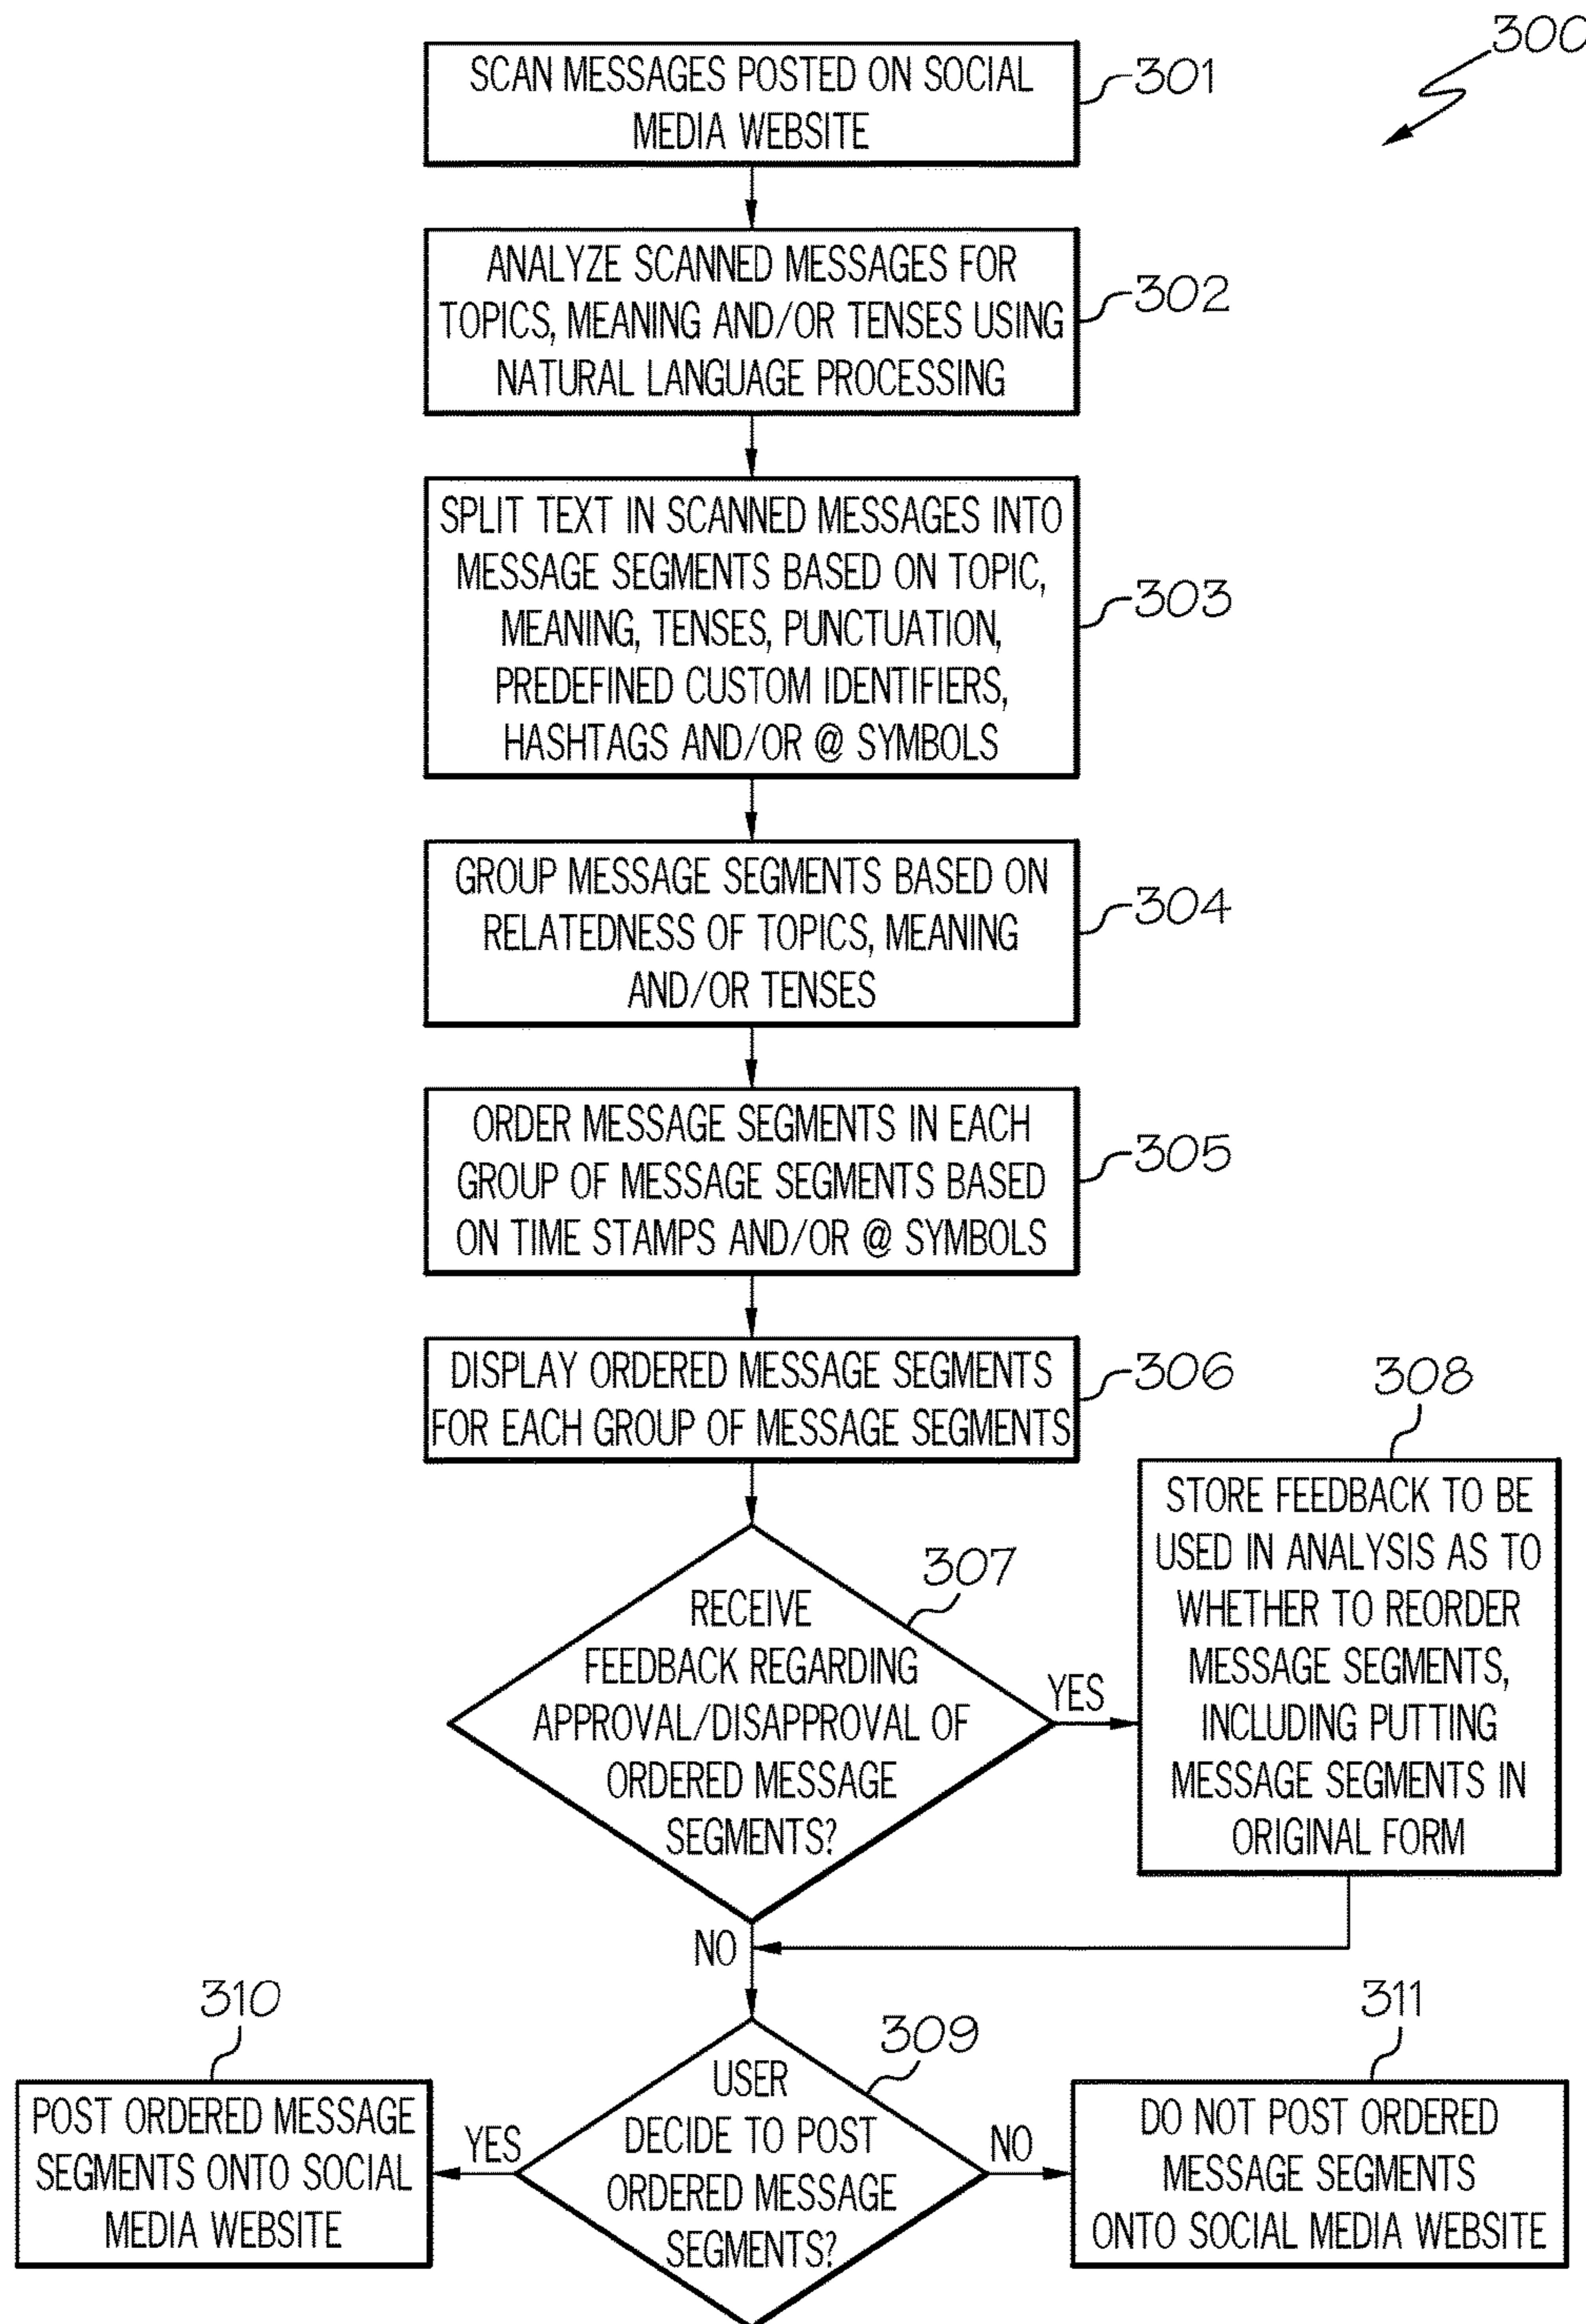 300
SCAN MESSAGES POSTED ON SOCIAL
MEDIA WEBSITE
301
ANALYZE SCANNED MESSAGES FOR
TOPICS, MEANING AND/OR TENSES USING
NATURAL LANGUAGE PROCESSING
302
SPLIT TEXT IN SCANNED MESSAGES INTO
MESSAGE SEGMENTS BASED ON TOPIC,
MEANING, TENSES, PUNCTUATION,
PREDEFINED CUSTOM IDENTIFIERS,
HASHTAGS AND/OR @ SYMBOLS
303
GROUP MESSAGE SEGMENTS BASED ON
RELATEDNESS OF TOPICS, MEANING
AND/OR TENSES
304
ORDER MESSAGE SEGMENTS IN EACH
GROUP OF MESSAGE SEGMENTS BASED
ON TIME STAMPS AND/OR @ SYMBOLS
305
DISPLAY ORDERED MESSAGE SEGMENTS
FOR EACH GROUP OF MESSAGE SEGMENTS
306
307
RECEIVE
FEEDBACK REGARDING
APPROVAL/DISAPPROVAL OF
ORDERED MESSAGE
SEGMENTS?
YES
308
STORE FEEDBACK TO BE
USED IN ANALYSIS AS TO
WHETHER TO REORDER
MESSAGE SEGMENTS,
INCLUDING PUTTING
MESSAGE SEGMENTS IN
ORIGINAL FORM
NO
309
USER
DECIDE TO POST
ORDERED MESSAGE
SEGMENTS?
YES
310
POST ORDERED MESSAGE
SEGMENTS ONTO SOCIAL
MEDIA WEBSITE
NO
311
DO NOT POST ORDERED
MESSAGE SEGMENTS
ONTO SOCIAL MEDIA WEBSITE